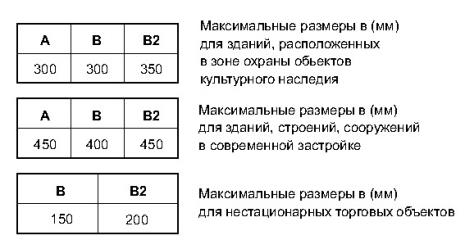 Максимальные размеры в (мм)
A B B2 для зданий, расположенных
в зоне охраны объектов
300 300 350 культурного наследия
Максимальные размеры в (мм)
A B B2 для зданий, строений, сооружений
450 400 450 в современной застройке
B B2 Максимальные размеры в (мм)
150 200 для нестационарных торговых объектов